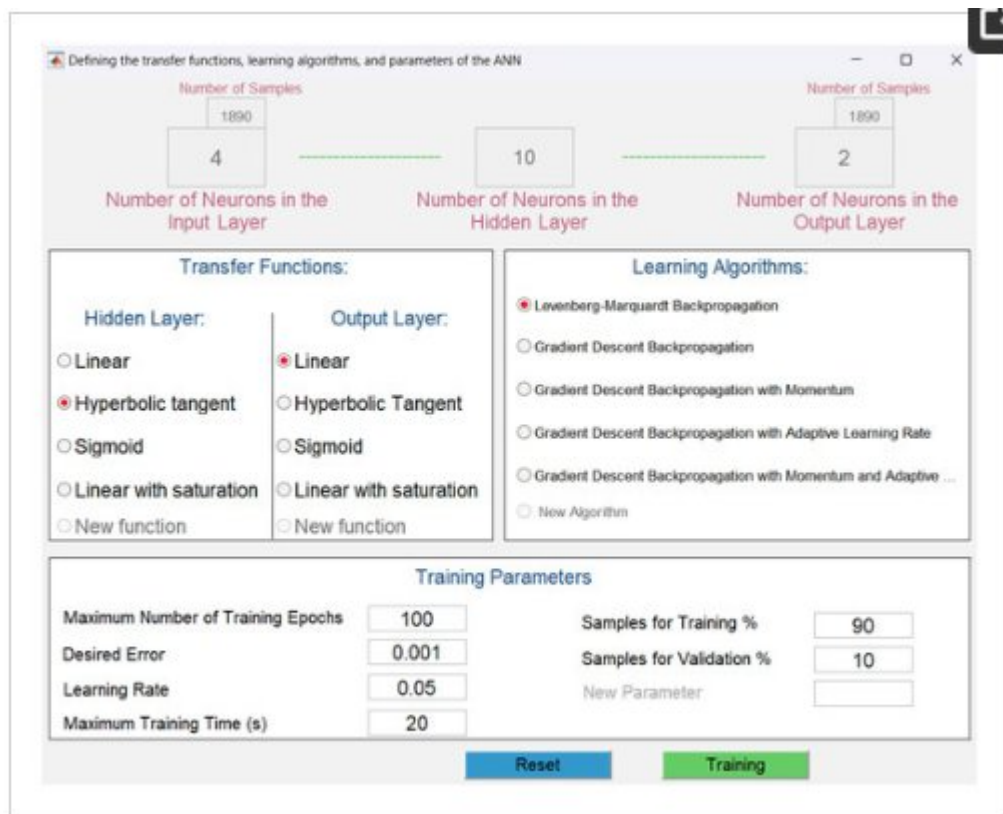 Defining the transfer functions, learning algorithms, and parameters of the ANN
Number of Samples
Number of Samples
1890
1890
4
10
2
Number of Neurons in the
Input Layer
Number of Neurons in the
Hidden Layer
Number of Neurons in the
Output Layer
Transfer Functions:
Hidden Layer:
Linear
Hyperbolic tangent
Sigmoid
Linear with saturation
New function
Output Layer:
Linear
Hyperbolic Tangent
Sigmoid
Linear with saturation
New function
Learning Algorithms:
Levenberg-Marquardt Backpropagation
Gradient Descent Backpropagation
Gradient Descent Backpropagation with Momentum
Gradient Descent Backpropagation with Adaptive Learning Rate
Gradient Descent Backpropagation with Momentum and Adaptive ...
New Algorithm
Training Parameters
Maximum Number of Training Epochs 100
Desired Error 0.001
Learning Rate 0.05
Maximum Training Time (s) 20
Samples for Training % 90
Samples for Validation % 10
New Parameter
Reset
Training